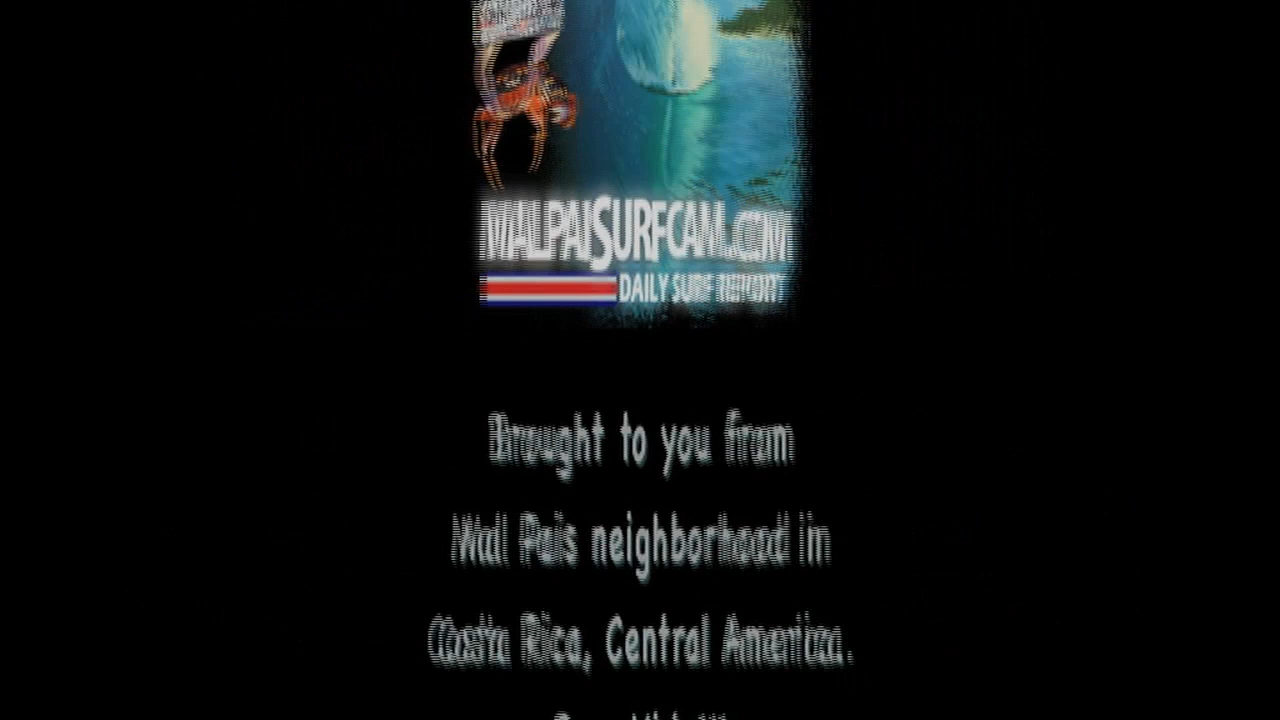 MALPAISURFCAM.COM
DAILY SURF REPORT
Brought to you from
Mal Pais neighborhood in
Costa Rica, Central America.